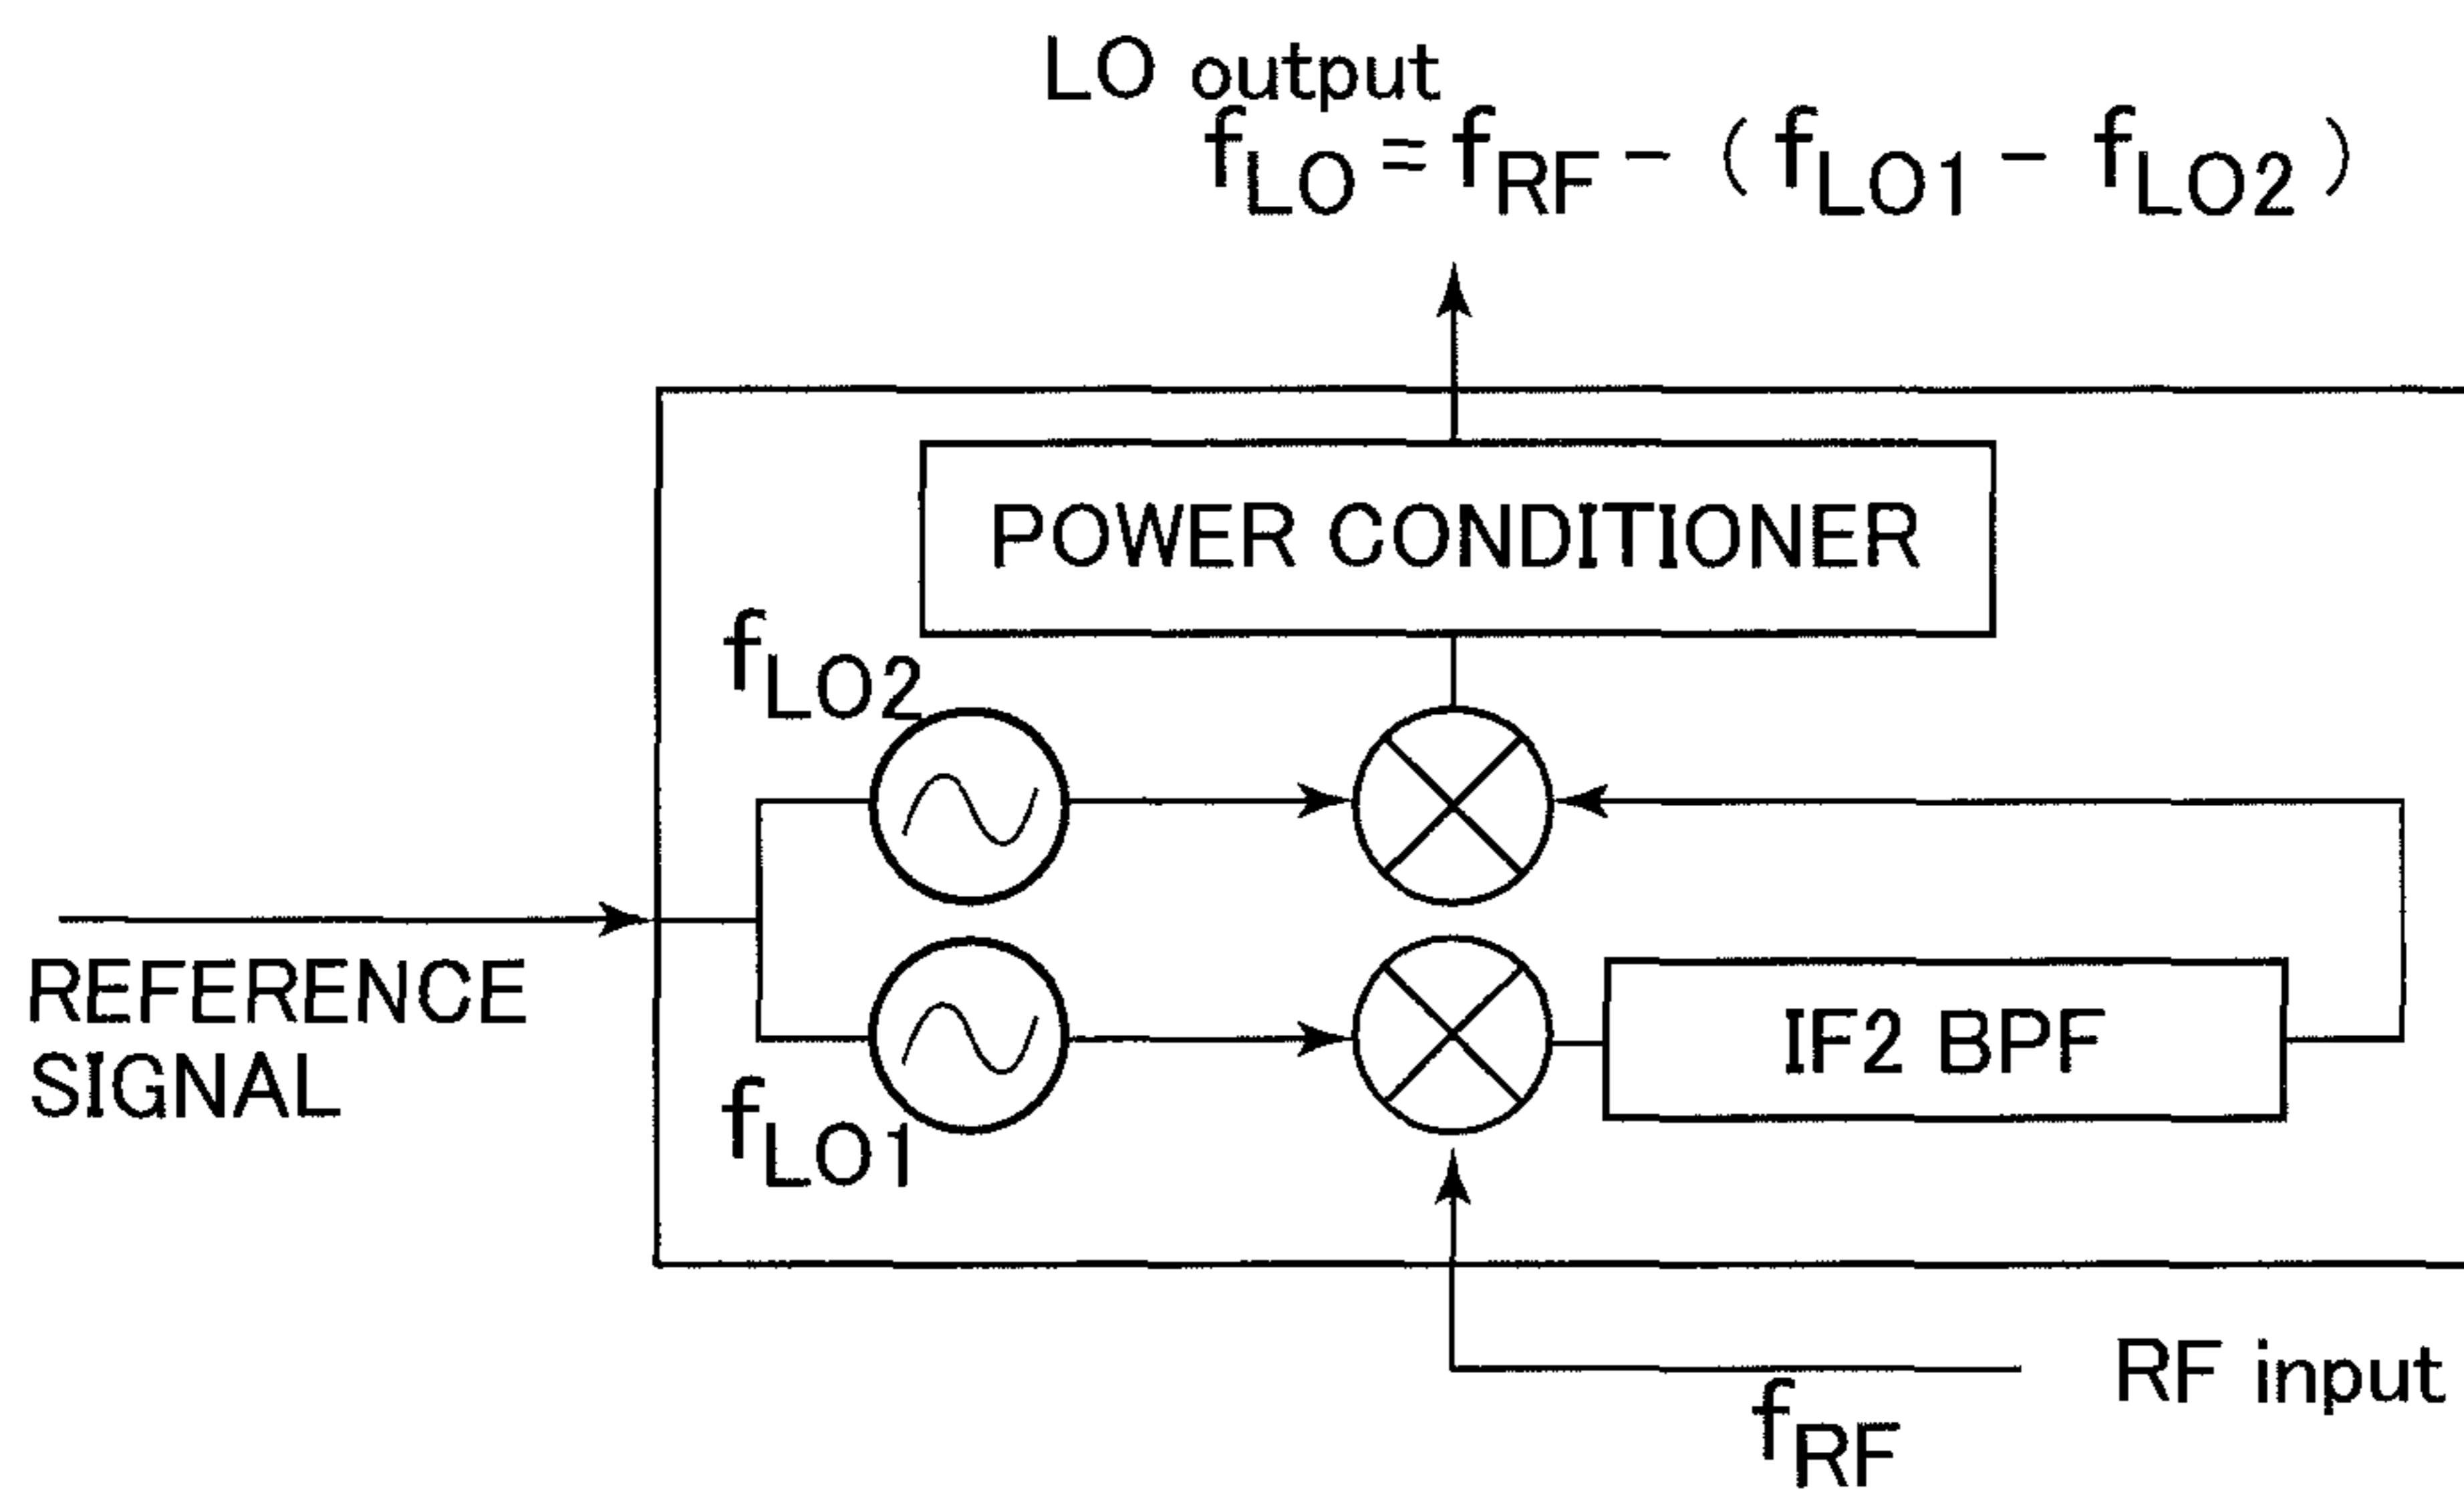 LO output
fLO = fRF - (fLO1 - fLO2)
POWER CONDITIONER
fLO2
REFERENCE
SIGNAL
IF2 BPF
fLO1
RF input
fRF